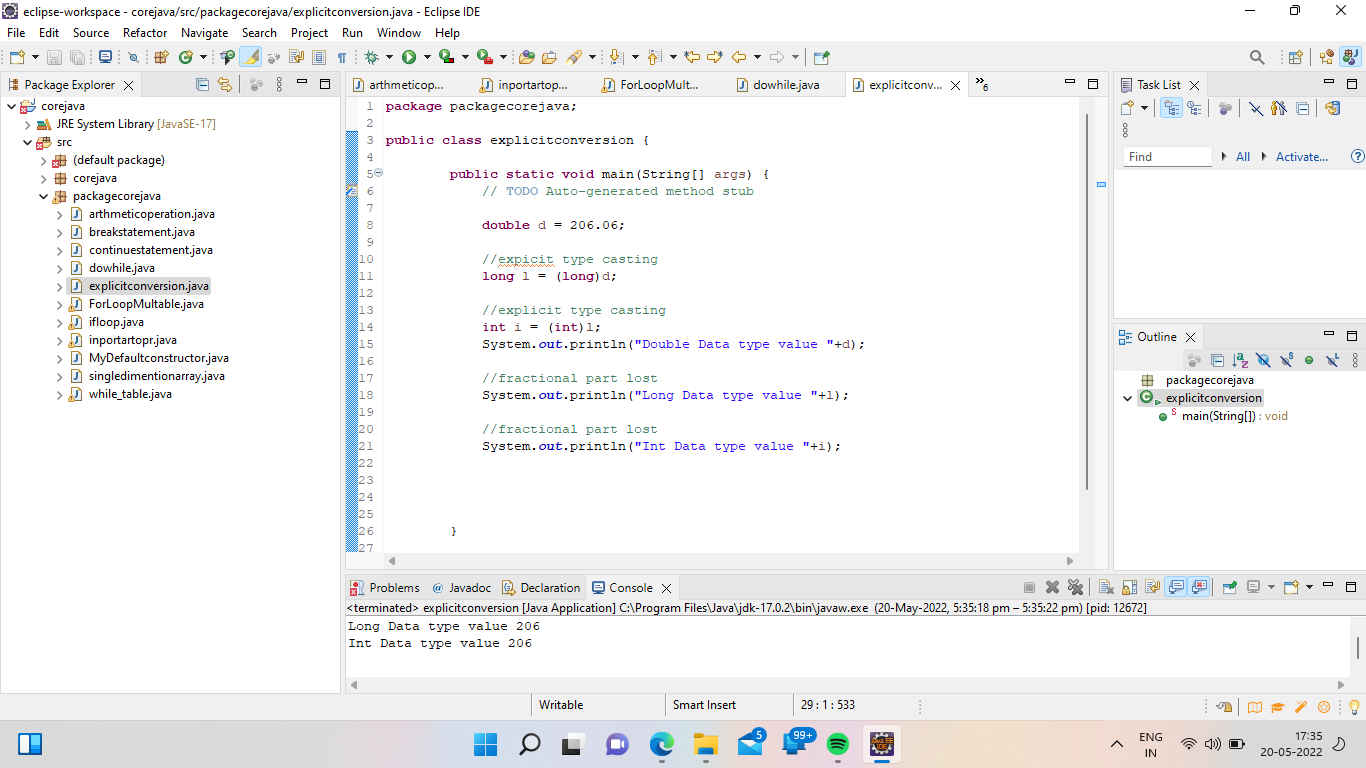 eclipse-workspace - corejava/src/packagecorejava/explicitconversion.java - Eclipse IDE
File Edit Source Refactor Navigate Search Project Run Window Help
Package Explorer
corejava
JRE System Library [JavaSE-17]
src
(default package)
corejava
packagecorejava
arthmeticoperation.java
breakstatement.java
continuestatement.java
dowhile.java
explicitconversion.java
ForLoopMultable.java
ifloop.java
inportartopr.java
MyDefaultconstructor.java
singledimentionarray.java
while_table.java
arthmeticop... inportartop... ForLoopMult... dowhile.java explicitconv... »6
1 package packagecorejava;
2
3 public class explicitconversion {
4
5 public static void main(String[] args) {
6 // TODO Auto-generated method stub
7
8 double d = 206.06;
9
10 //expicit type casting
11 long l = (long)d;
12
13 //explicit type casting
14 int i = (int)l;
15 System.out.println("Double Data type value "+d);
16
17 //fractional part lost
18 System.out.println("Long Data type value "+l);
19
20 //fractional part lost
21 System.out.println("Int Data type value "+i);
22
23
24
25
26 }
27
Task List
Find All Activate...
Outline
packagecorejava
explicitconversion
main(String[]) : void
Problems @ Javadoc Declaration Console
<terminated> explicitconversion [Java Application] C:\Program Files\Java\jdk-17.0.2\bin\javaw.exe (20-May-2022, 5:35:18 pm – 5:35:22 pm) [pid: 12672]
Long Data type value 206
Int Data type value 206
Writable Smart Insert 29 : 1 : 533
5 99+ ENG IN 17:35
20-05-2022